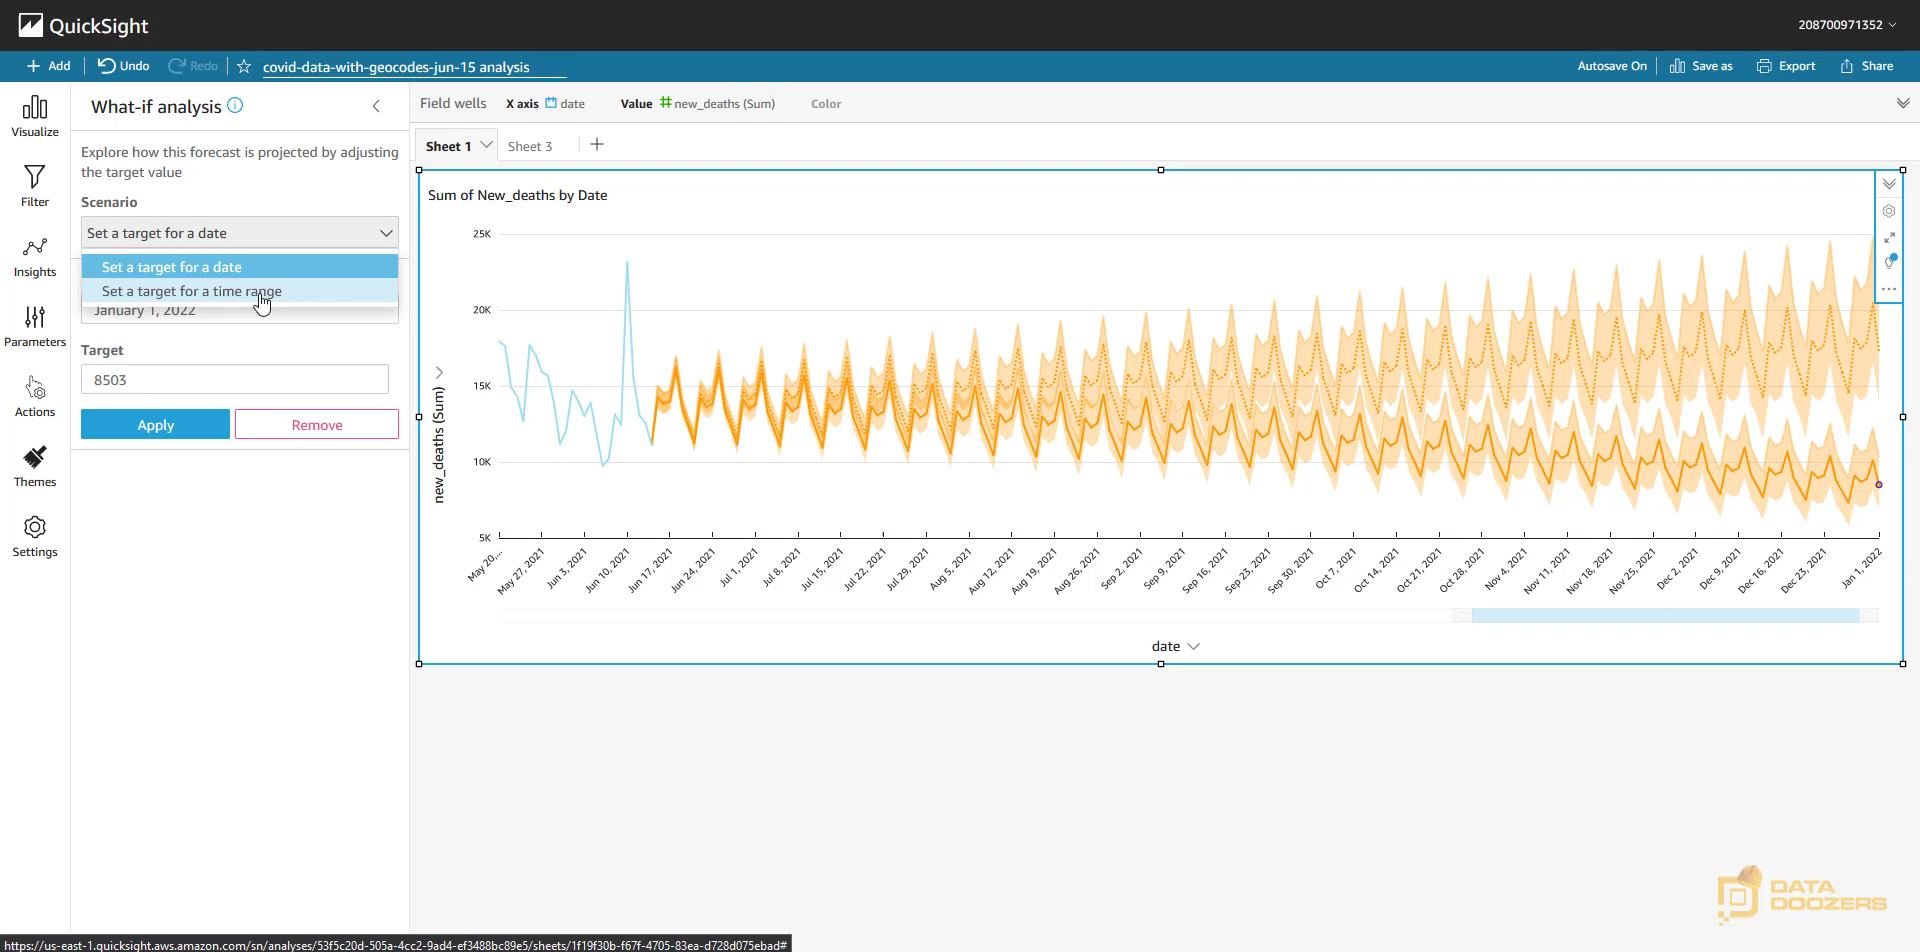 QuickSight
208700971352
Add Undo Redo covid-data-with-geocodes-jun-15 analysis
Autosave On Save as Export Share
Visualize
Filter
Insights
Parameters
Actions
Themes
Settings
What-if analysis
Explore how this forecast is projected by adjusting
the target value
Scenario
Set a target for a date
Set a target for a date
Set a target for a time range
January 1, 2022
Target
8503
Apply Remove
Field wells X axis date Value new_deaths (Sum) Color
Sheet 1 Sheet 3
Sum of New_deaths by Date
25K
20K
15K
10K
5K
new_deaths (Sum)
May 20,... May 27, 2021 Jun 3, 2021 Jun 10, 2021 Jun 17, 2021 Jun 24, 2021 Jul 1, 2021 Jul 8, 2021 Jul 15, 2021 Jul 22, 2021 Jul 29, 2021 Aug 5, 2021 Aug 12, 2021 Aug 19, 2021 Aug 26, 2021 Sep 2, 2021 Sep 9, 2021 Sep 16, 2021 Sep 23, 2021 Sep 30, 2021 Oct 7, 2021 Oct 14, 2021 Oct 21, 2021 Oct 28, 2021 Nov 4, 2021 Nov 11, 2021 Nov 18, 2021 Nov 25, 2021 Dec 2, 2021 Dec 9, 2021 Dec 16, 2021 Dec 23, 2021 Jan 1, 2022
date
DATA
DOOZERS
https://us-east-1.quicksight.aws.amazon.com/sn/analyses/53f5c20d-505a-4cc2-9ad4-ef3488bc89e5/sheets/1f19f30b-f67f-4705-83ea-d728d075ebad#